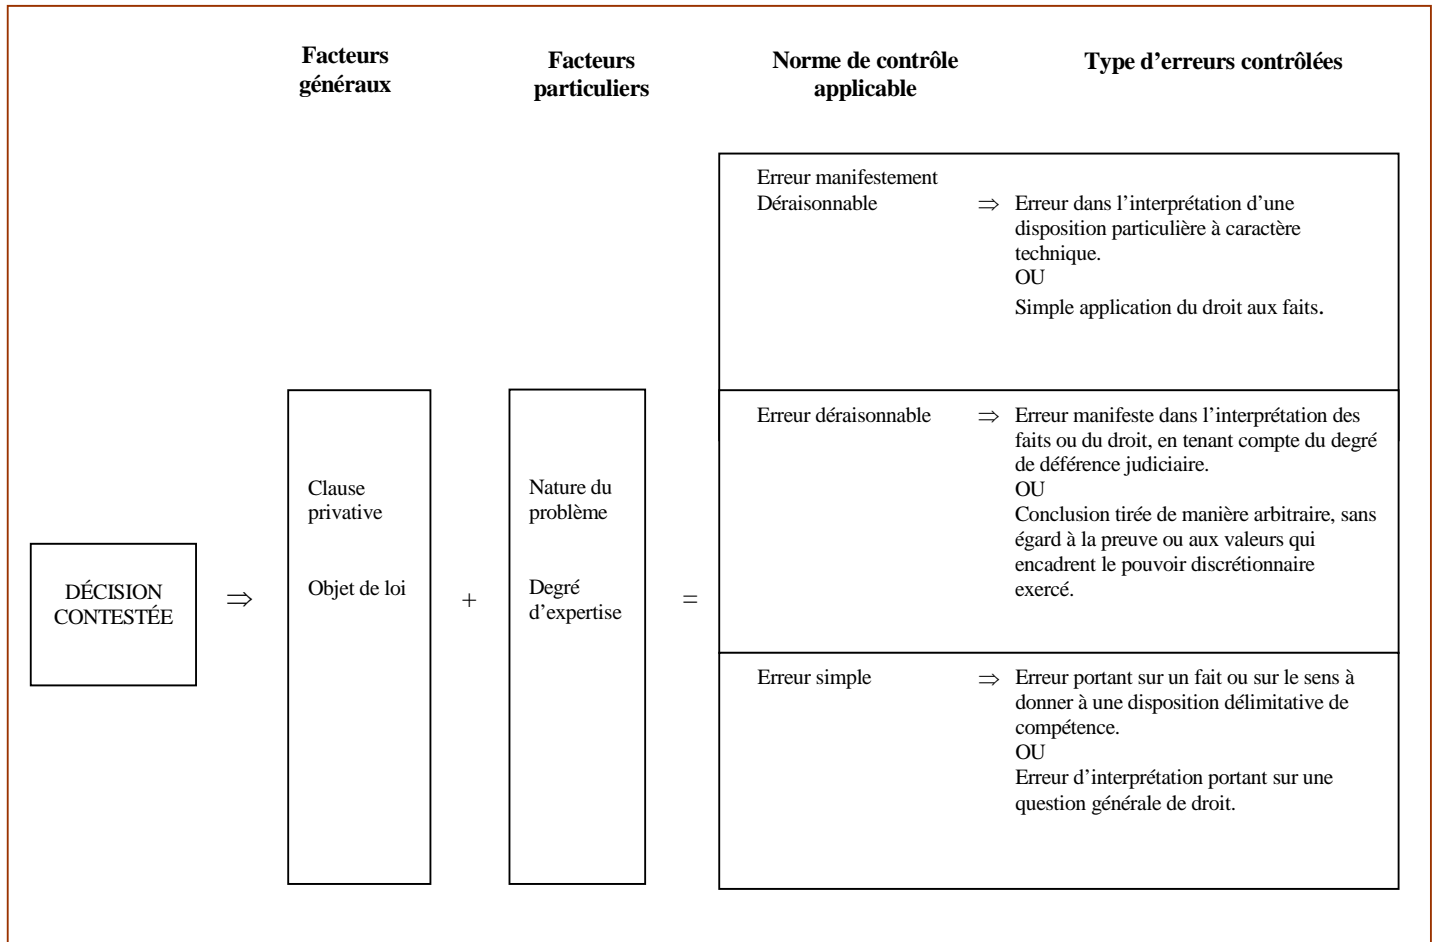 Facteurs
généraux
Facteurs
particuliers
Norme de contrôle
applicable
Type d'erreurs contrôlées
DÉCISION
CONTESTÉE
⇒
Clause
privative
Objet de loi
+
Nature du
problème
Degré
d'expertise
=
Erreur manifestement
Déraisonnable
⇒ Erreur dans l'interprétation d'une
disposition particulière à caractère
technique.
OU
Simple application du droit aux faits.
Erreur déraisonnable
⇒ Erreur manifeste dans l'interprétation des
faits ou du droit, en tenant compte du degré
de déférence judiciaire.
OU
Conclusion tirée de manière arbitraire, sans
égard à la preuve ou aux valeurs qui
encadrent le pouvoir discrétionnaire
exercé.
Erreur simple
⇒ Erreur portant sur un fait ou sur le sens à
donner à une disposition délimitative de
compétence.
OU
Erreur d'interprétation portant sur une
question générale de droit.